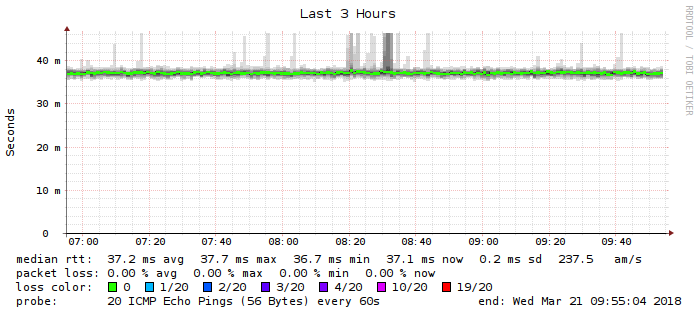 Last 3 Hours
RRDTOOL / TOBI OETIKER
Seconds
40 m
30 m
20 m
10 m
0
07:00 07:20 07:40 08:00 08:20 08:40 09:00 09:20 09:40
median rtt: 37.2 ms avg 37.7 ms max 36.7 ms min 37.1 ms now 0.2 ms sd 237.5 am/s
packet loss: 0.00 % avg 0.00 % max 0.00 % min 0.00 % now
loss color: 0 1/20 2/20 3/20 4/20 10/20 19/20
probe: 20 ICMP Echo Pings (56 Bytes) every 60s end: Wed Mar 21 09:55:04 2018